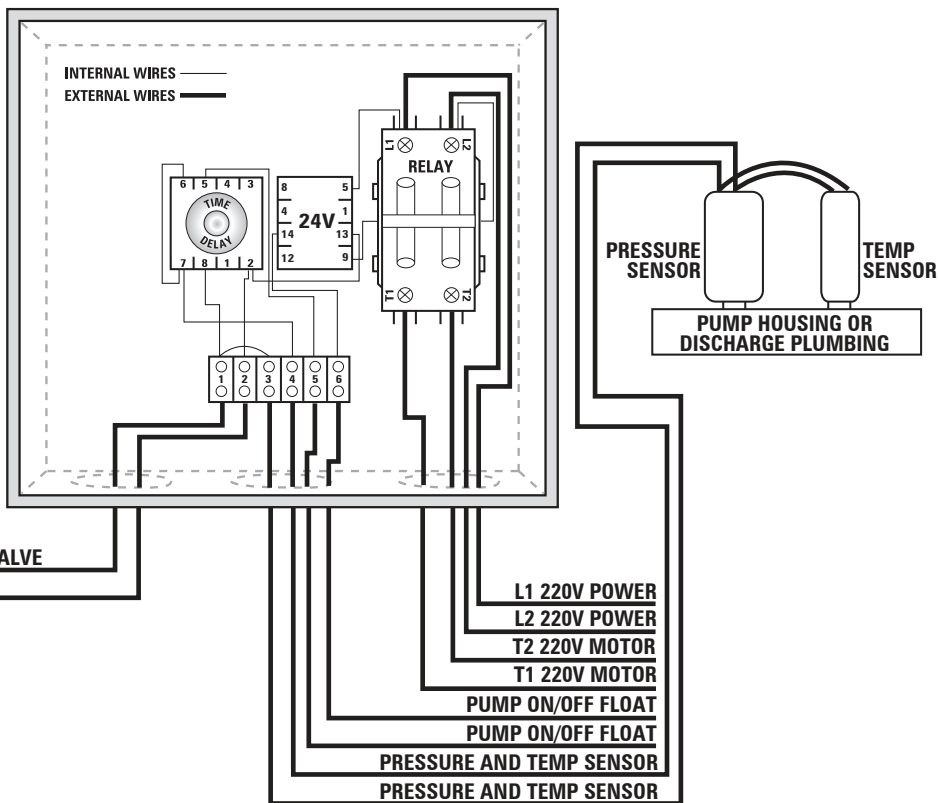 INTERNAL WIRES
EXTERNAL WIRES
6 5 4 3
TIME
DELAY
7 8 1 2
8 5
4 1
24V
14 13
12 9
L1 L2
RELAY
T1 T2
1 2 3 4 5 6
PRESSURE
SENSOR
TEMP
SENSOR
PUMP HOUSING OR
DISCHARGE PLUMBING
ALVE
L1 220V POWER
L2 220V POWER
T2 220V MOTOR
T1 220V MOTOR
PUMP ON/OFF FLOAT
PUMP ON/OFF FLOAT
PRESSURE AND TEMP SENSOR
PRESSURE AND TEMP SENSOR